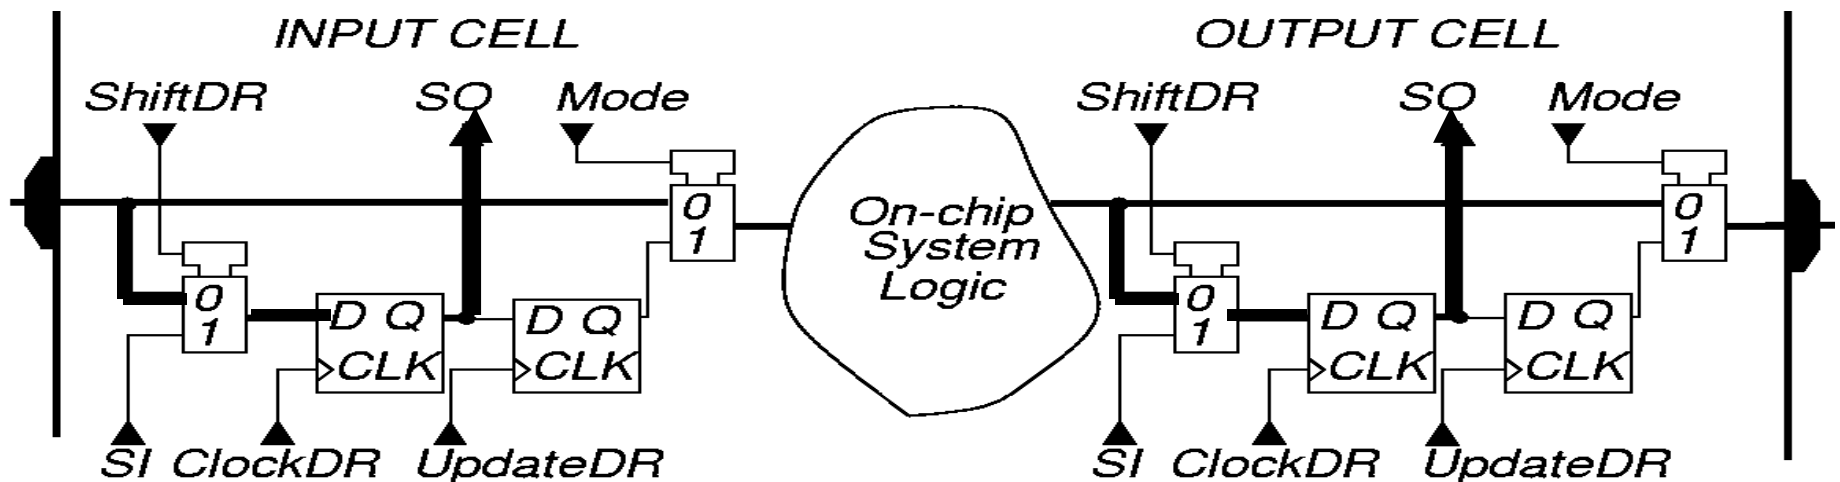 INPUT CELL
OUTPUT CELL
ShiftDR SO Mode
ShiftDR SO Mode
0
1
On-chip
System
Logic
0
1
0
1
D Q
CLK
D Q
CLK
0
1
D Q
CLK
D Q
CLK
SI ClockDR UpdateDR
SI ClockDR UpdateDR